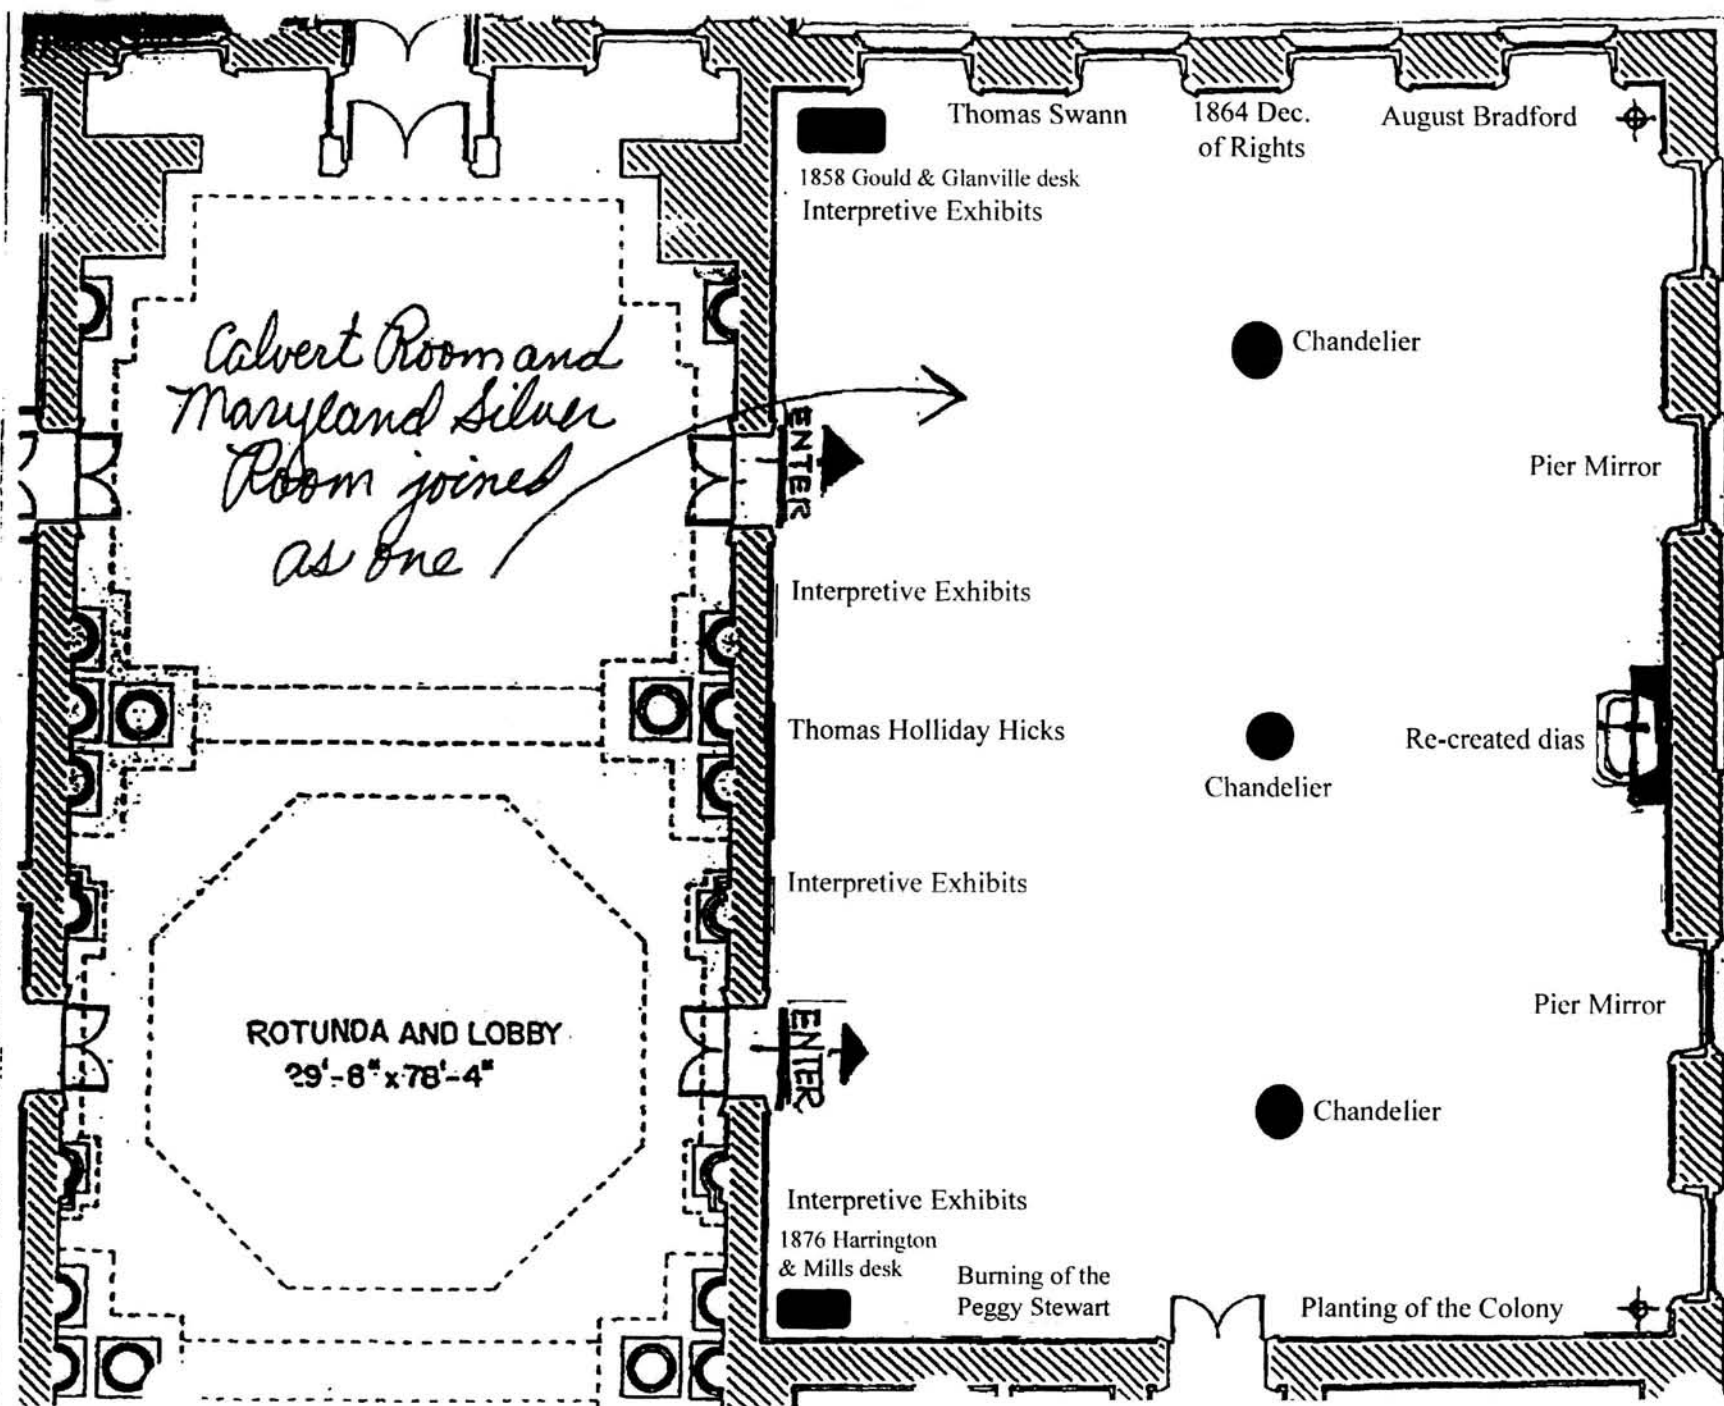 Thomas Swann
1864 Dec.
of Rights
August Bradford
1858 Gould & Glanville desk
Interpretive Exhibits
Calvert Room and
Maryland Silver
Room joined
as one
Chandelier
ENTER
Pier Mirror
Interpretive Exhibits
Thomas Holliday Hicks
Re-created dias
Chandelier
Interpretive Exhibits
ROTUNDA AND LOBBY
29'-8" x 78'-4"
ENTER
Pier Mirror
Chandelier
Interpretive Exhibits
1876 Harrington
& Mills desk
Burning of the
Peggy Stewart
Planting of the Colony